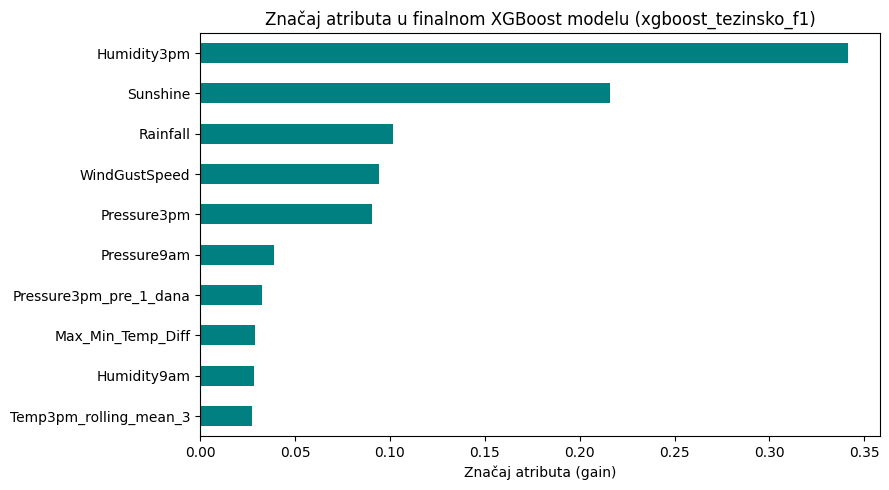 Značaj atributa u finalnom XGBoost modelu (xgboost_tezinsko_f1)
Humidity3pm
Sunshine
Rainfall
WindGustSpeed
Pressure3pm
Pressure9am
Pressure3pm_pre_1_dana
Max_Min_Temp_Diff
Humidity9am
Temp3pm_rolling_mean_3
0.00 0.05 0.10 0.15 0.20 0.25 0.30 0.35
Značaj atributa (gain)